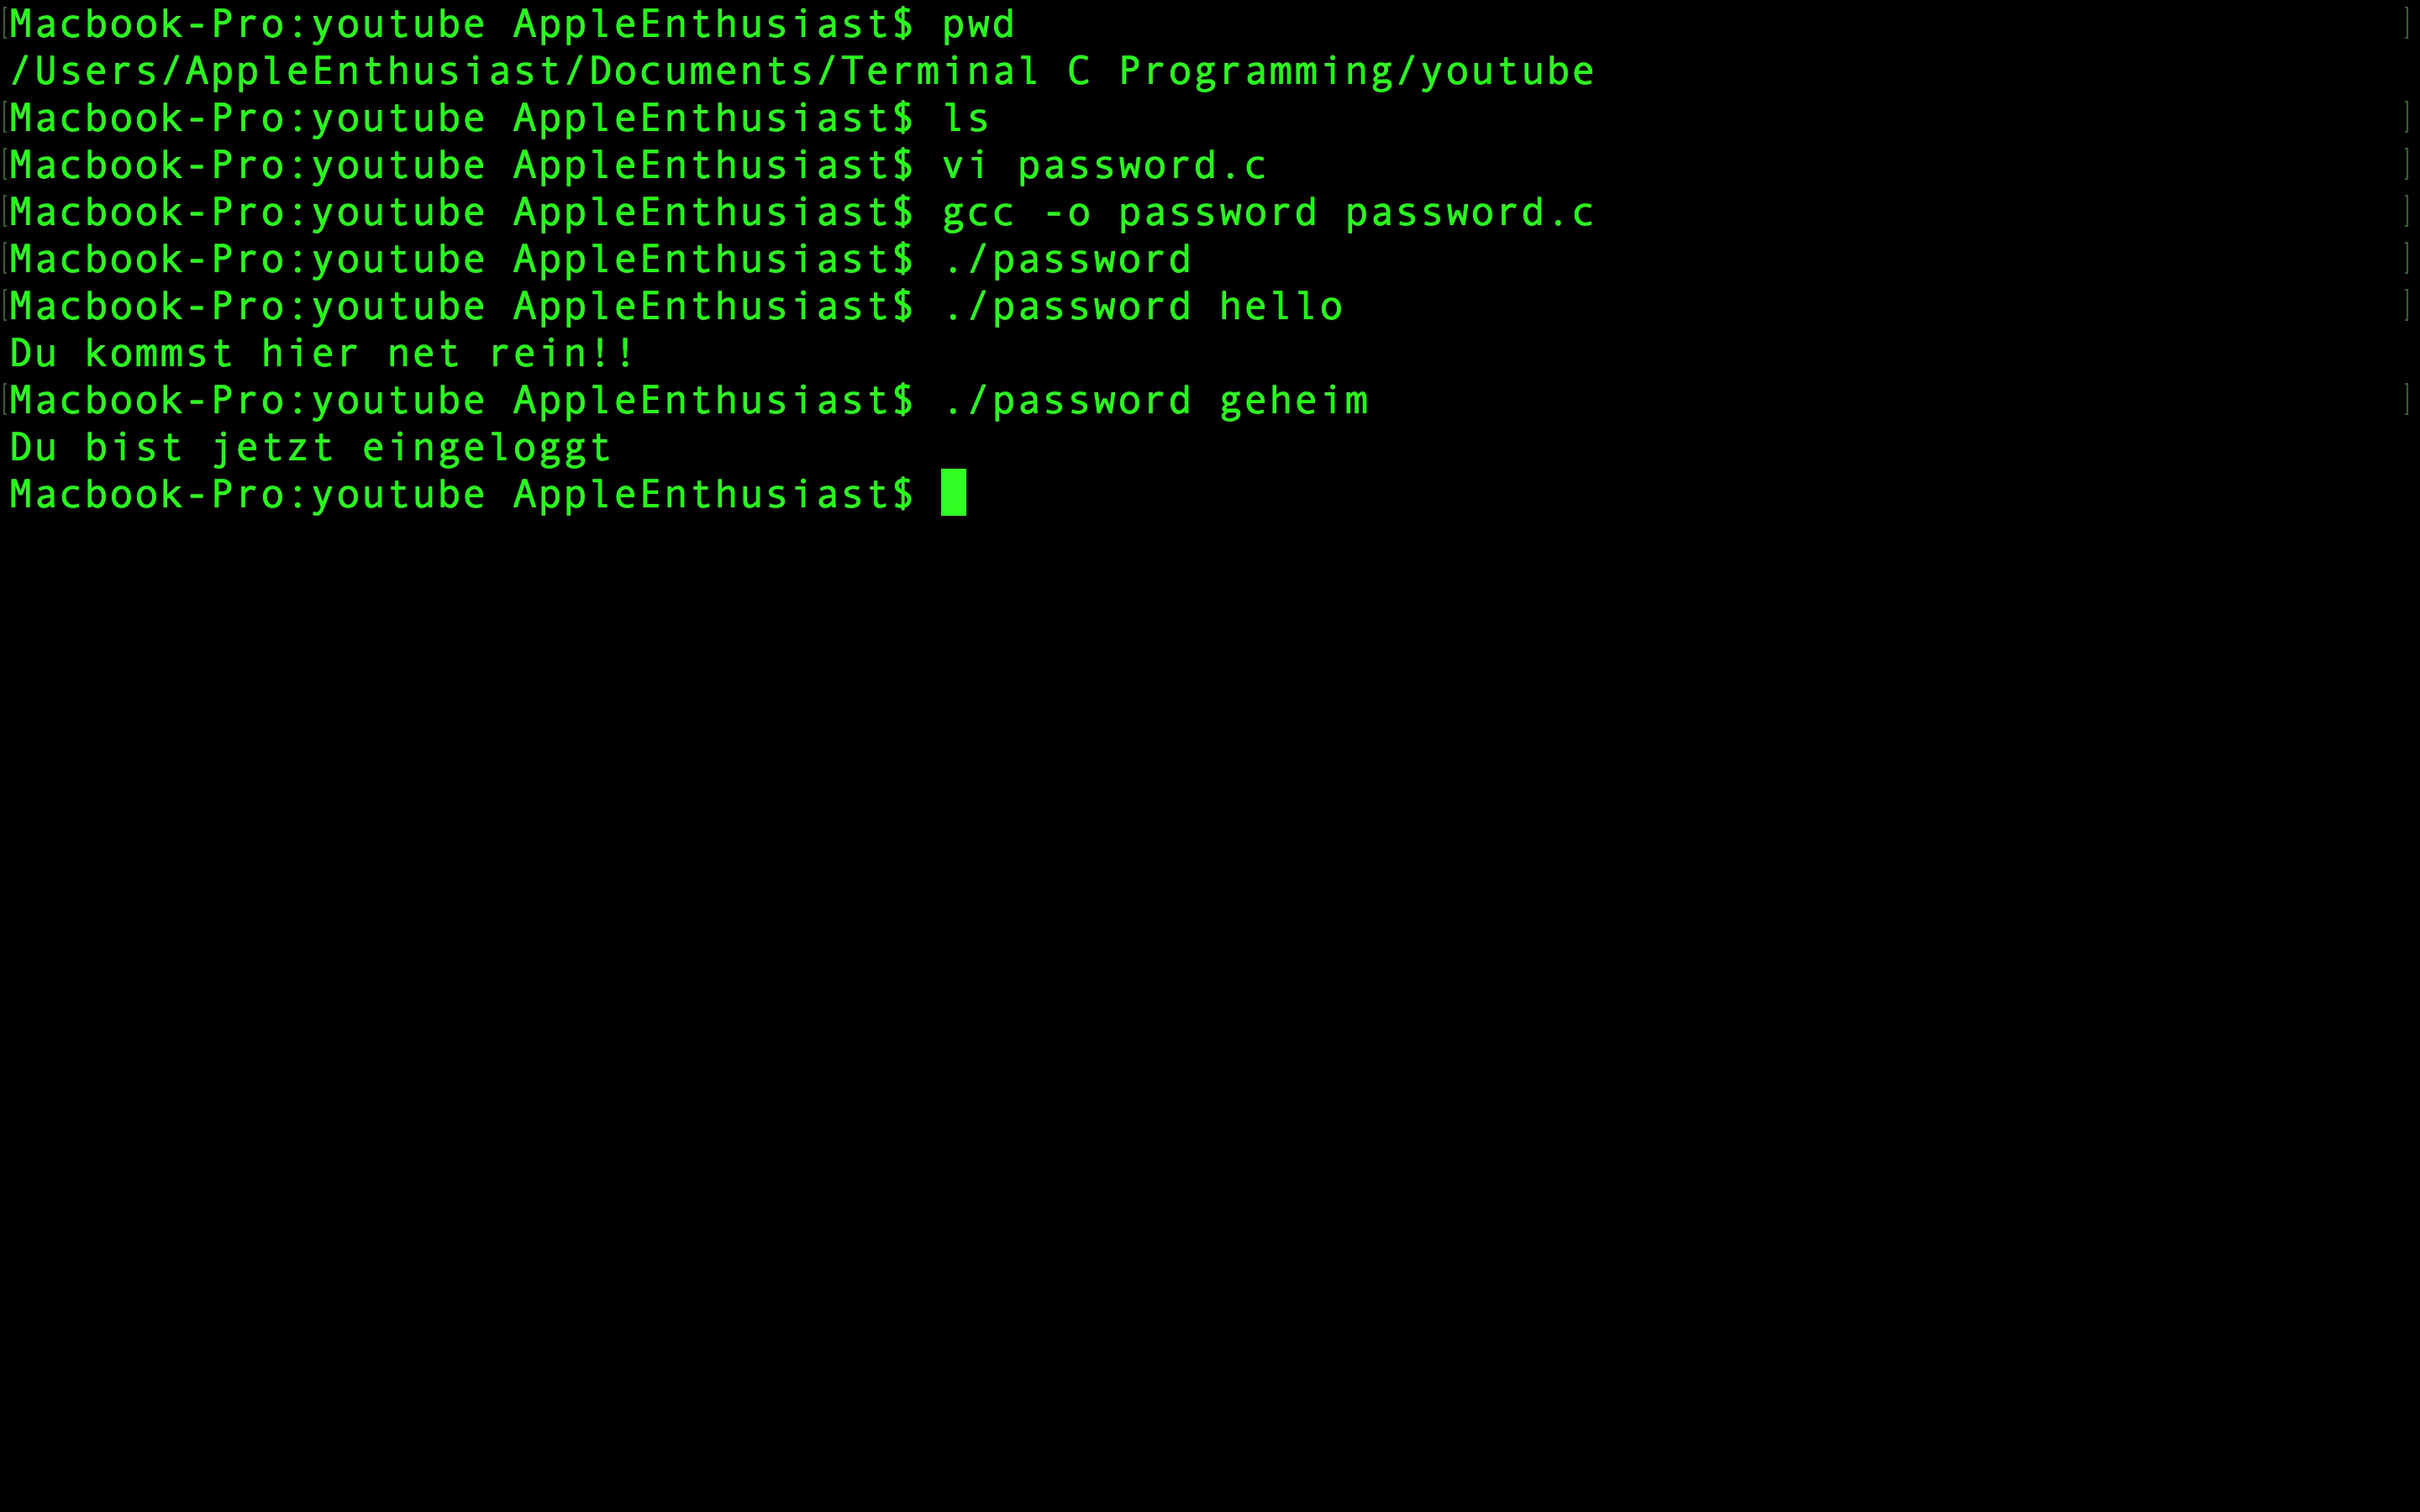 [Macbook-Pro:youtube AppleEnthusiast$ pwd ]
/Users/AppleEnthusiast/Documents/Terminal C Programming/youtube
[Macbook-Pro:youtube AppleEnthusiast$ ls ]
[Macbook-Pro:youtube AppleEnthusiast$ vi password.c ]
[Macbook-Pro:youtube AppleEnthusiast$ gcc -o password password.c ]
[Macbook-Pro:youtube AppleEnthusiast$ ./password ]
[Macbook-Pro:youtube AppleEnthusiast$ ./password hello ]
Du kommst hier net rein!!
[Macbook-Pro:youtube AppleEnthusiast$ ./password geheim ]
Du bist jetzt eingeloggt
Macbook-Pro:youtube AppleEnthusiast$